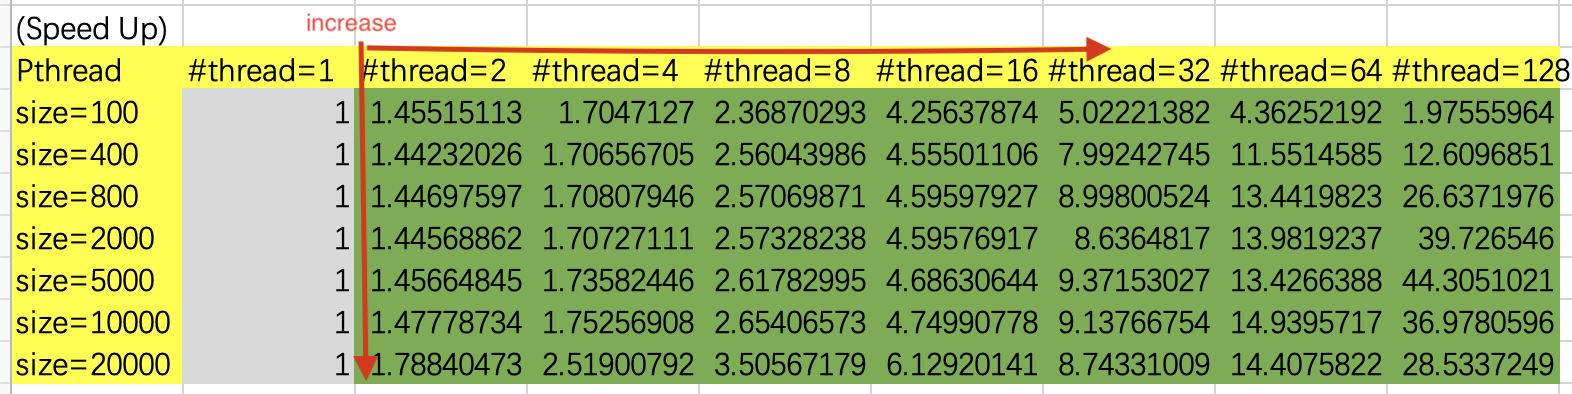 (Speed Up) increase
Pthread #thread=1 #thread=2 #thread=4 #thread=8 #thread=16 #thread=32 #thread=64 #thread=128
size=100 1 1.45515113 1.7047127 2.36870293 4.25637874 5.02221382 4.36252192 1.97555964
size=400 1 1.44232026 1.70656705 2.56043986 4.55501106 7.99242745 11.5514585 12.6096851
size=800 1 1.44697597 1.70807946 2.57069871 4.59597927 8.99800524 13.4419823 26.6371976
size=2000 1 1.44568862 1.70727111 2.57328238 4.59576917 8.6364817 13.9819237 39.726546
size=5000 1 1.45664845 1.73582446 2.61782995 4.68630644 9.37153027 13.4266388 44.3051021
size=10000 1 1.47778734 1.75256908 2.65406573 4.74990778 9.13766754 14.9395717 36.9780596
size=20000 1 1.78840473 2.51900792 3.50567179 6.12920141 8.74331009 14.4075822 28.5337249